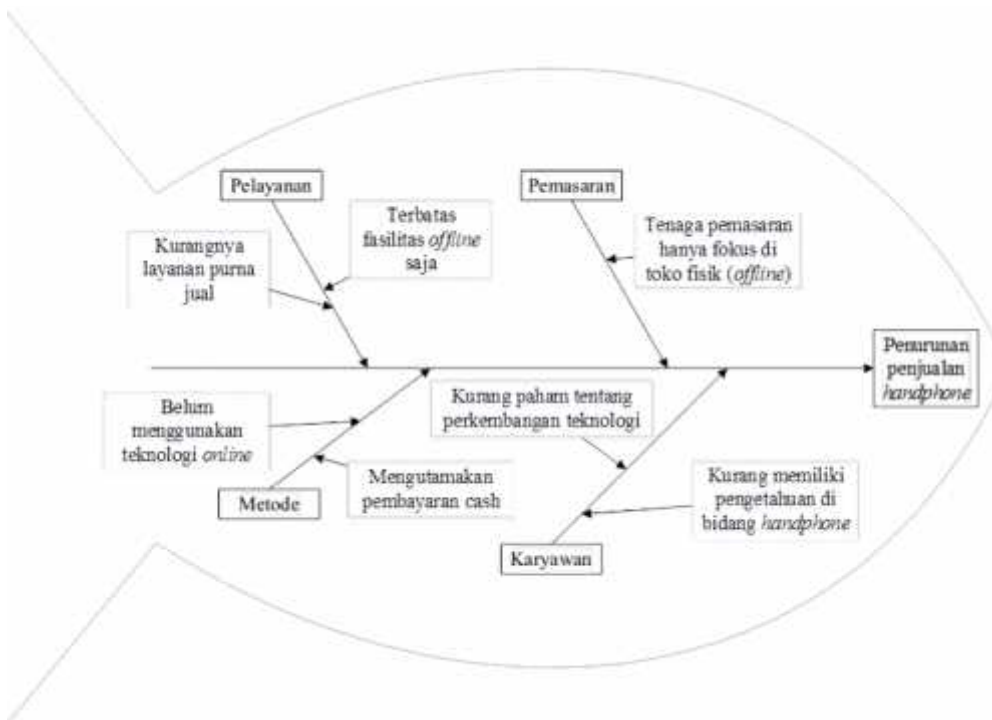 Pelayanan
Pemasaran
Terbatas
fasilitas offline
saja
Kurangnya
layanan purna
jual
Tenaga pemasaran
hanya fokus di
toko fisik (offline)
Penurunan
penjualan
handphone
Belum
menggunakan
teknologi online
Kurang paham tentang
perkembangan teknologi
Mengutamakan
pembayaran cash
Metode
Kurang memiliki
pengetahuan di
bidang handphone
Karyawan